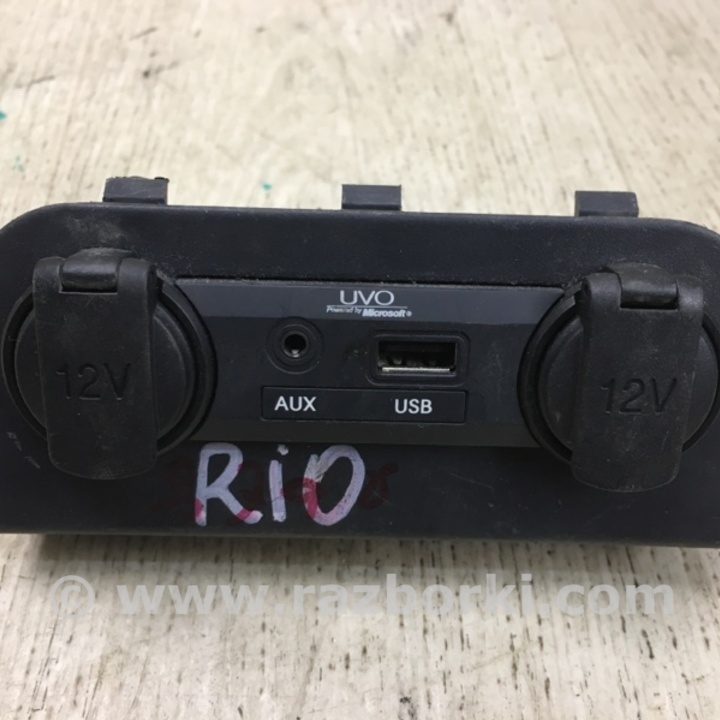 UVO
Powered by Microsoft®
12V
AUX
USB
12V
RiO
© www.razborki.com